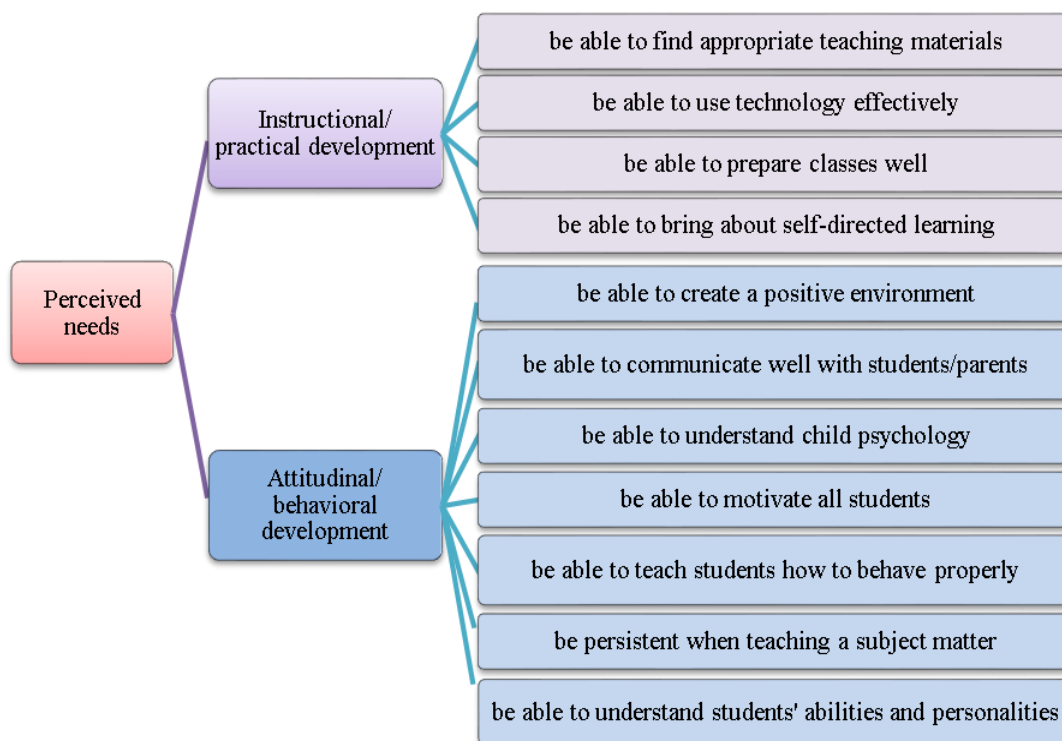 Perceived
needs
Instructional/
practical development
be able to find appropriate teaching materials
be able to use technology effectively
be able to prepare classes well
be able to bring about self-directed learning
Attitudinal/
behavioral
development
be able to create a positive environment
be able to communicate well with students/parents
be able to understand child psychology
be able to motivate all students
be able to teach students how to behave properly
be persistent when teaching a subject matter
be able to understand students' abilities and personalities